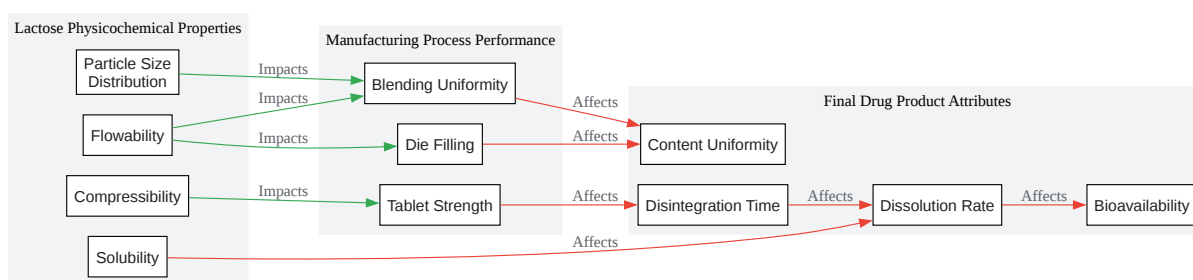 Lactose Physicochemical Properties
Particle Size
Distribution
Flowability
Compressibility
Solubility
Impacts
Impacts
Impacts
Impacts
Manufacturing Process Performance
Blending Uniformity
Die Filling
Tablet Strength
Affects
Affects
Affects
Affects
Final Drug Product Attributes
Content Uniformity
Disintegration Time
Affects
Dissolution Rate
Affects
Bioavailability